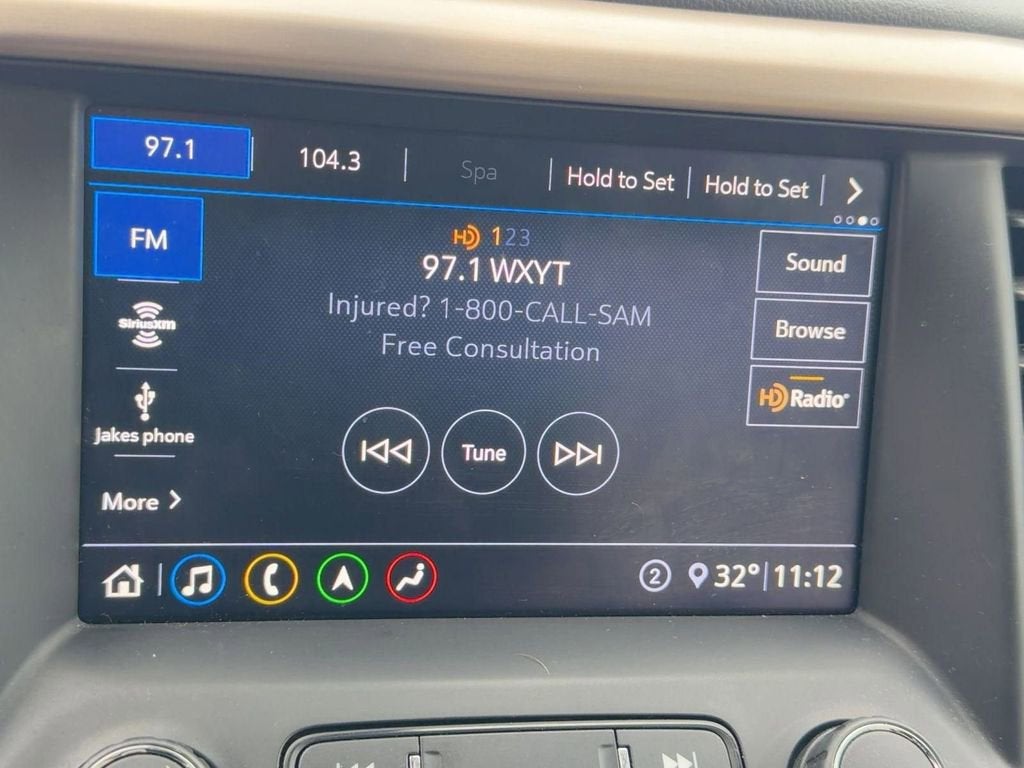 97.1 104.3 Spa Hold to Set Hold to Set
FM
HD 123
97.1 WXYT
Injured? 1-800-CALL-SAM
Free Consultation
Sound
Browse
HD Radio®
SiriusXM
Jakes phone
More
Tune
2 32° 11:12